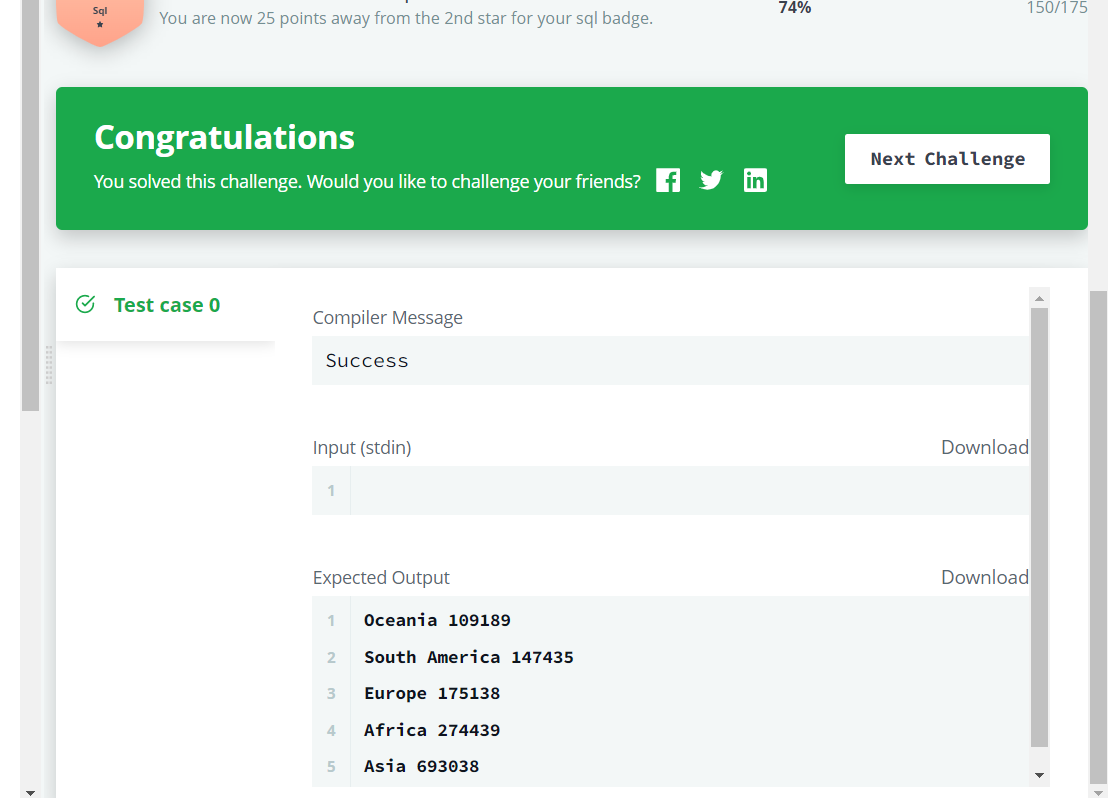 Sql
You are now 25 points away from the 2nd star for your sql badge.
74%
150/175
Congratulations
You solved this challenge. Would you like to challenge your friends?
Next Challenge
Test case 0
Compiler Message
Success
Input (stdin)
Download
1
Expected Output
Download
1 Oceania 109189
2 South America 147435
3 Europe 175138
4 Africa 274439
5 Asia 693038